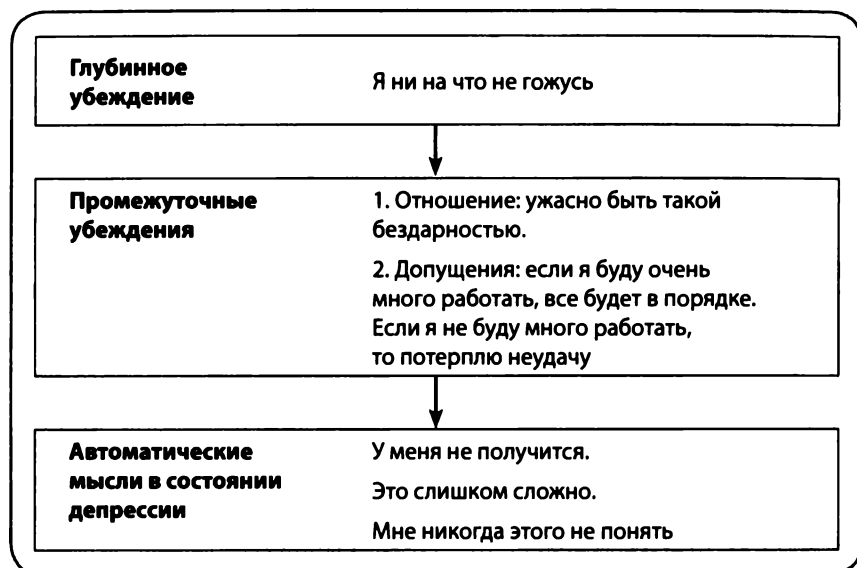 Глубинное
убеждение
Я ни на что не гожусь
Промежуточные
убеждения
1. Отношение: ужасно быть такой
бездарностью.
2. Допущения: если я буду очень
много работать, все будет в порядке.
Если я не буду много работать,
то потерплю неудачу
Автоматические
мысли в состоянии
депрессии
У меня не получится.
Это слишком сложно.
Мне никогда этого не понять